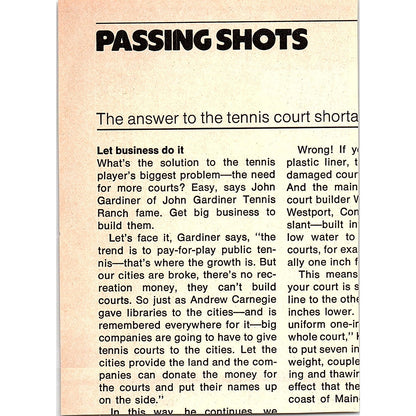 PASSING SHOTS
The answer to the tennis court shorta
Let business do it
What's the solution to the tennis
player's biggest problem—the need
for more courts? Easy, says John
Gardiner of John Gardiner Tennis
Ranch fame. Get big business to
build them.
Let's face it, Gardiner says, "the
trend is to pay-for-play public ten-
nis—that's where the growth is. But
our cities are broke, there's no rec-
reation money, they can't build
courts. So just as Andrew Carnegie
gave libraries to the cities—and is
remembered everywhere for it—big
companies are going to have to give
tennis courts to the cities. Let the
cities provide the land and the com-
panies can donate the money for
the courts and put their names up
on the side."
In this way, he continues, we
Wrong! If y
plastic liner, t
damaged cour
And the main
court builder W
Westport, Con
slant—built in
low water to
courts, for exa
ally one inch f
This means
your court is s
line to the othe
inches lower.
uniform one-in
whole court," H
to put seven in
weight, couple
ing and thawin
effect that the
coast of Main